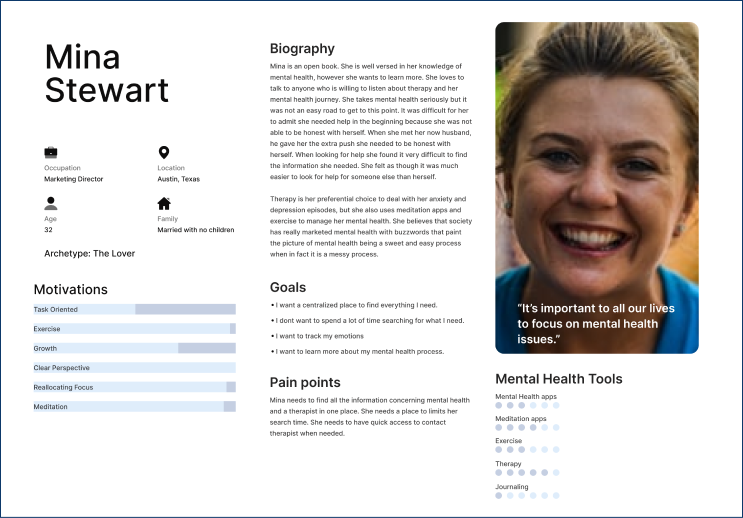 Mina
Stewart
Occupation
Marketing Director
Location
Austin, Texas
Age
32
Family
Married with no children
Archetype: The Lover
Motivations
Task Oriented
Exercise
Growth
Clear Perspective
Reallocating Focus
Meditation
Biography
Mina is an open book. She is well versed in her knowledge of
mental health, however she wants to learn more. She loves to
talk to anyone who is willing to listen about therapy and her
mental health journey. She takes mental health seriously but it
was not an easy road to get to this point. It was difficult for her
to admit she needed help in the beginning because she was not
able to be honest with herself. When she met her now husband,
he gave her the extra push she needed to be honest with
herself. When looking for help she found it very difficult to find
the information she needed. She felt as though it was much
easier to look for help for someone else than herself.
Therapy is her preferential choice to deal with her anxiety and
depression episodes, but she also uses meditation apps and
exercise to manage her mental health. She believes that society
has really marketed mental health with buzzwords that paint
the picture of mental health being a sweet and easy process
when in fact it is a messy process.
Goals
• I want a centralized place to find everything I need.
• I dont want to spend a lot of time searching for what I need.
• I want to track my emotions
• I want to learn more about my mental health process.
Pain points
Mina needs to find all the information concerning mental health
and a therapist in one place. She needs a place to limits her
search time. She needs to have quick access to contact
therapist when needed.
“It’s important to all our lives
to focus on mental health
issues.”
Mental Health Tools
Mental Health apps
Meditation apps
Exercise
Therapy
Journaling